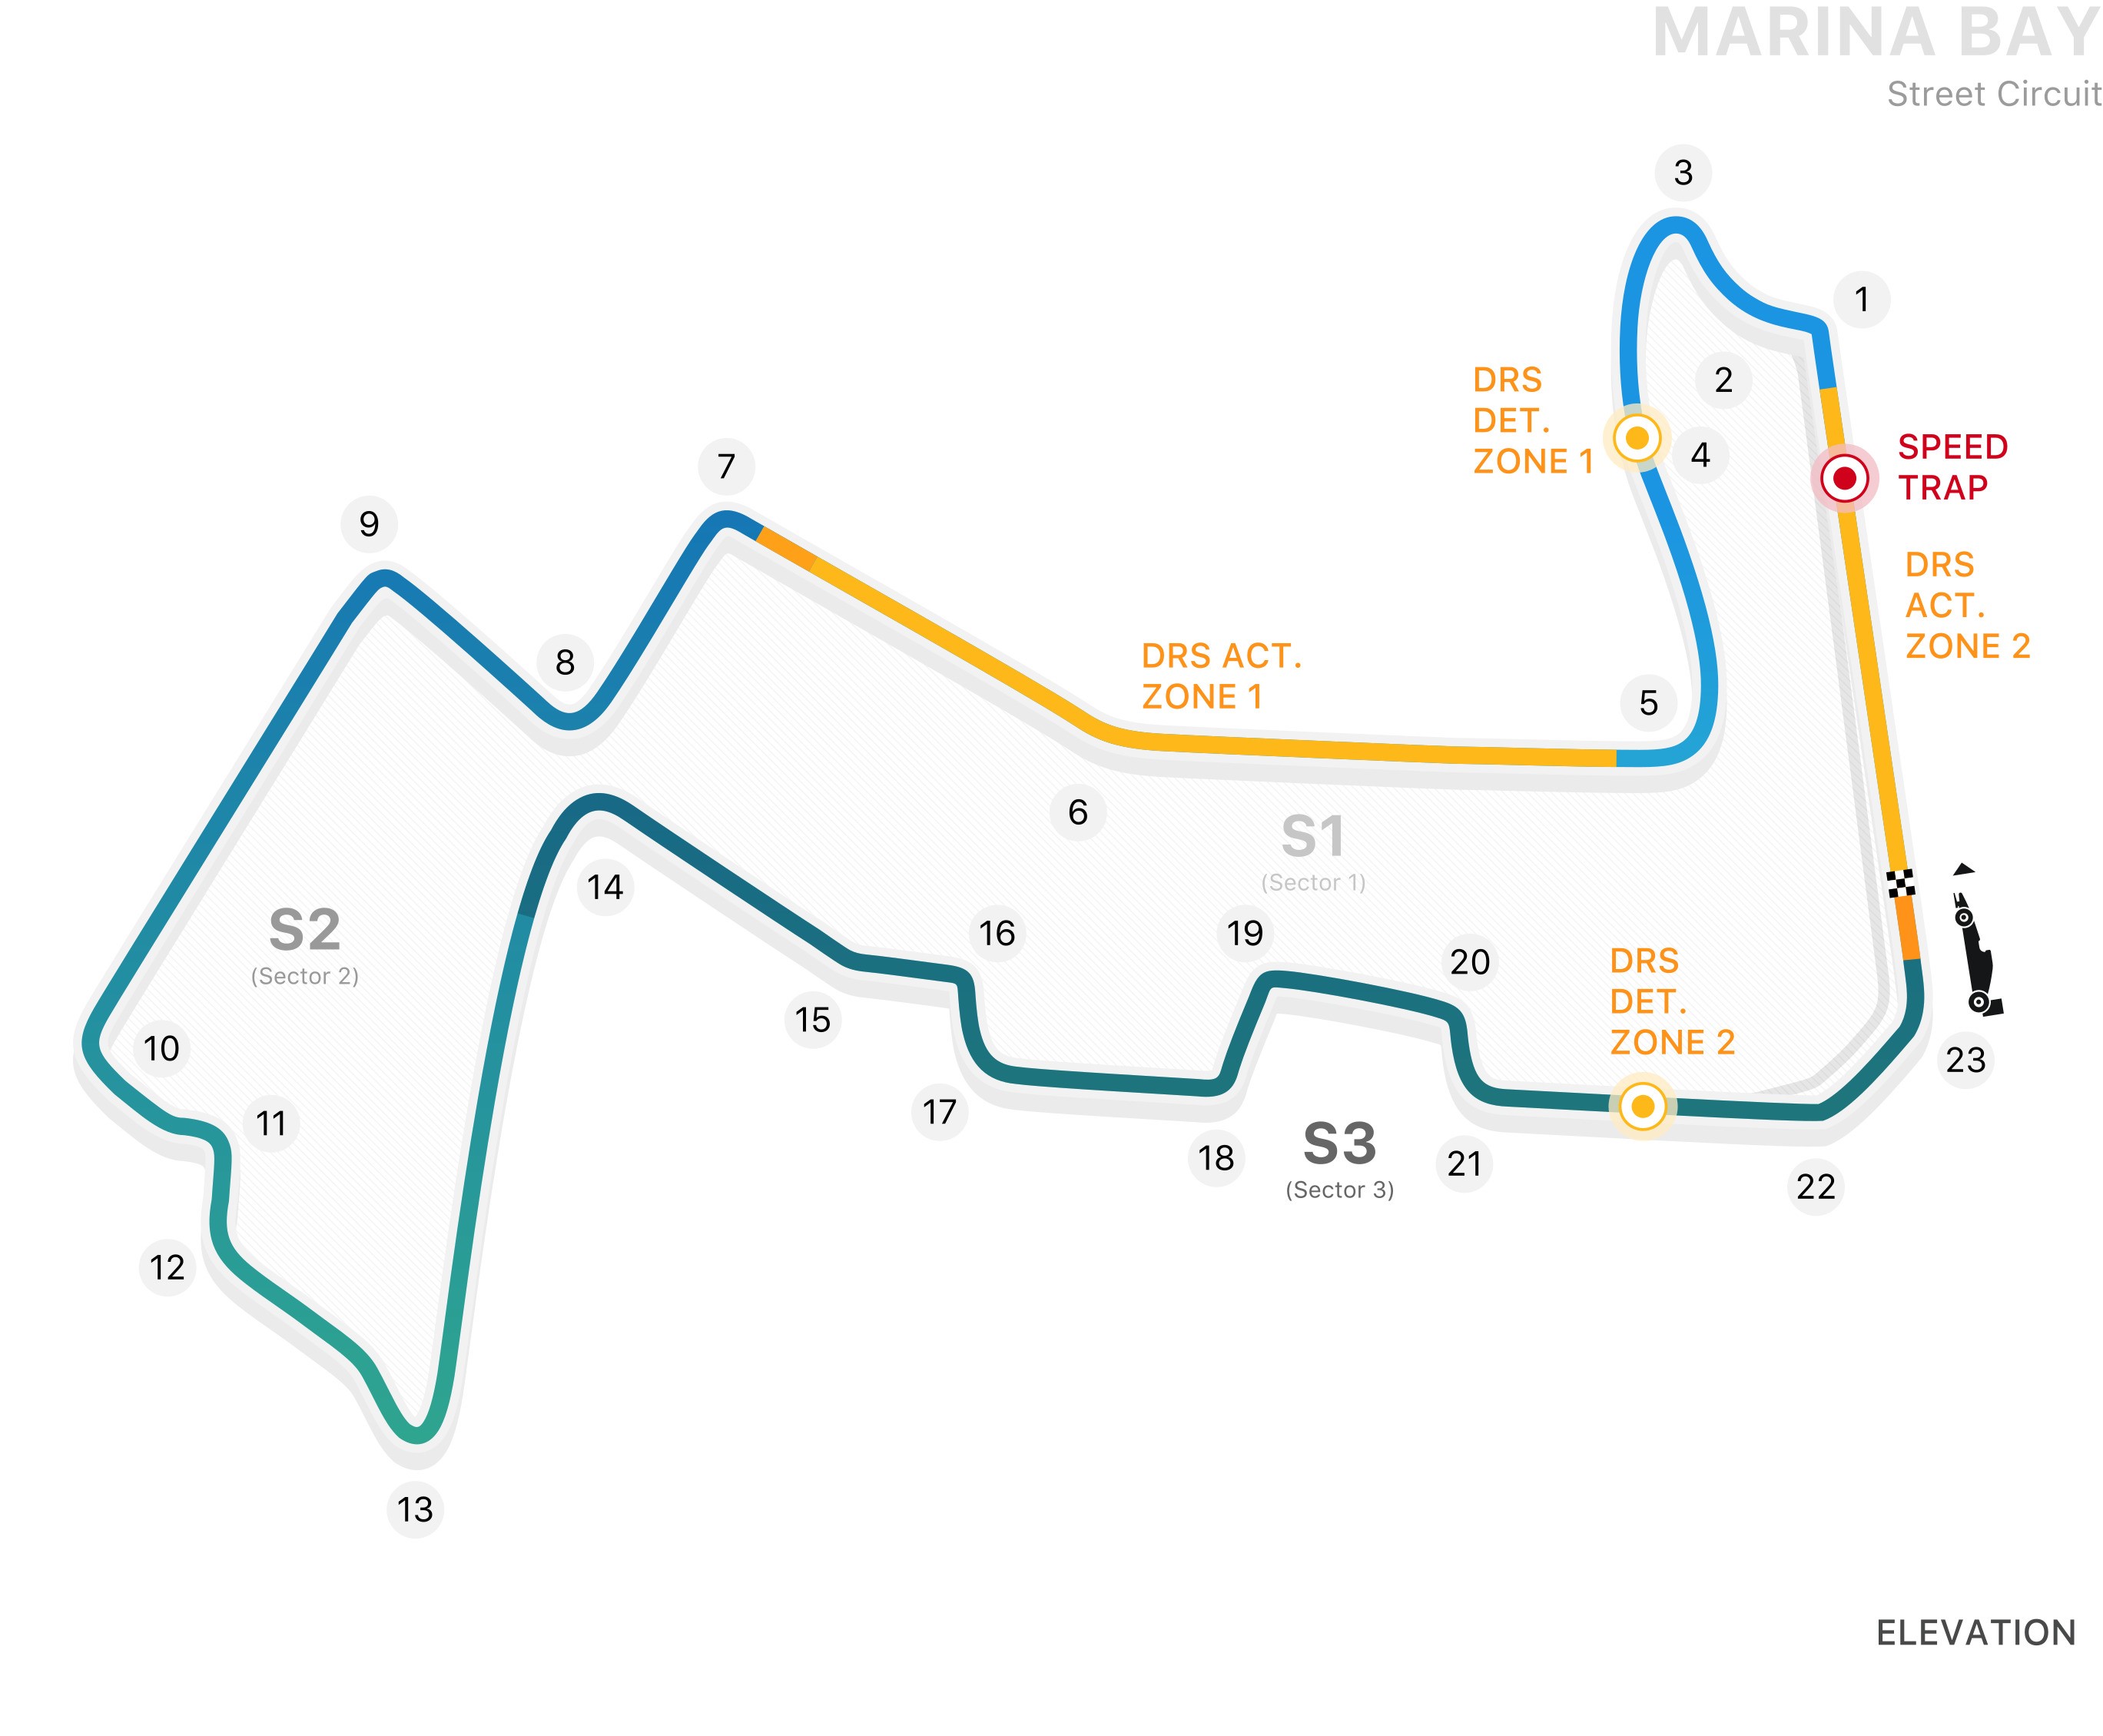 MARINA BAY
Street Circuit
3
1
DRS
DET.
ZONE 1
2
4
SPEED
TRAP
7
9
DRS
ACT.
ZONE 2
8
DRS ACT.
ZONE 1
5
6
S1
(Sector 1)
14
S2
(Sector 2)
16
19
20
DRS
DET.
ZONE 2
15
10
23
11
17
18
S3
(Sector 3)
21
22
12
13
ELEVATION